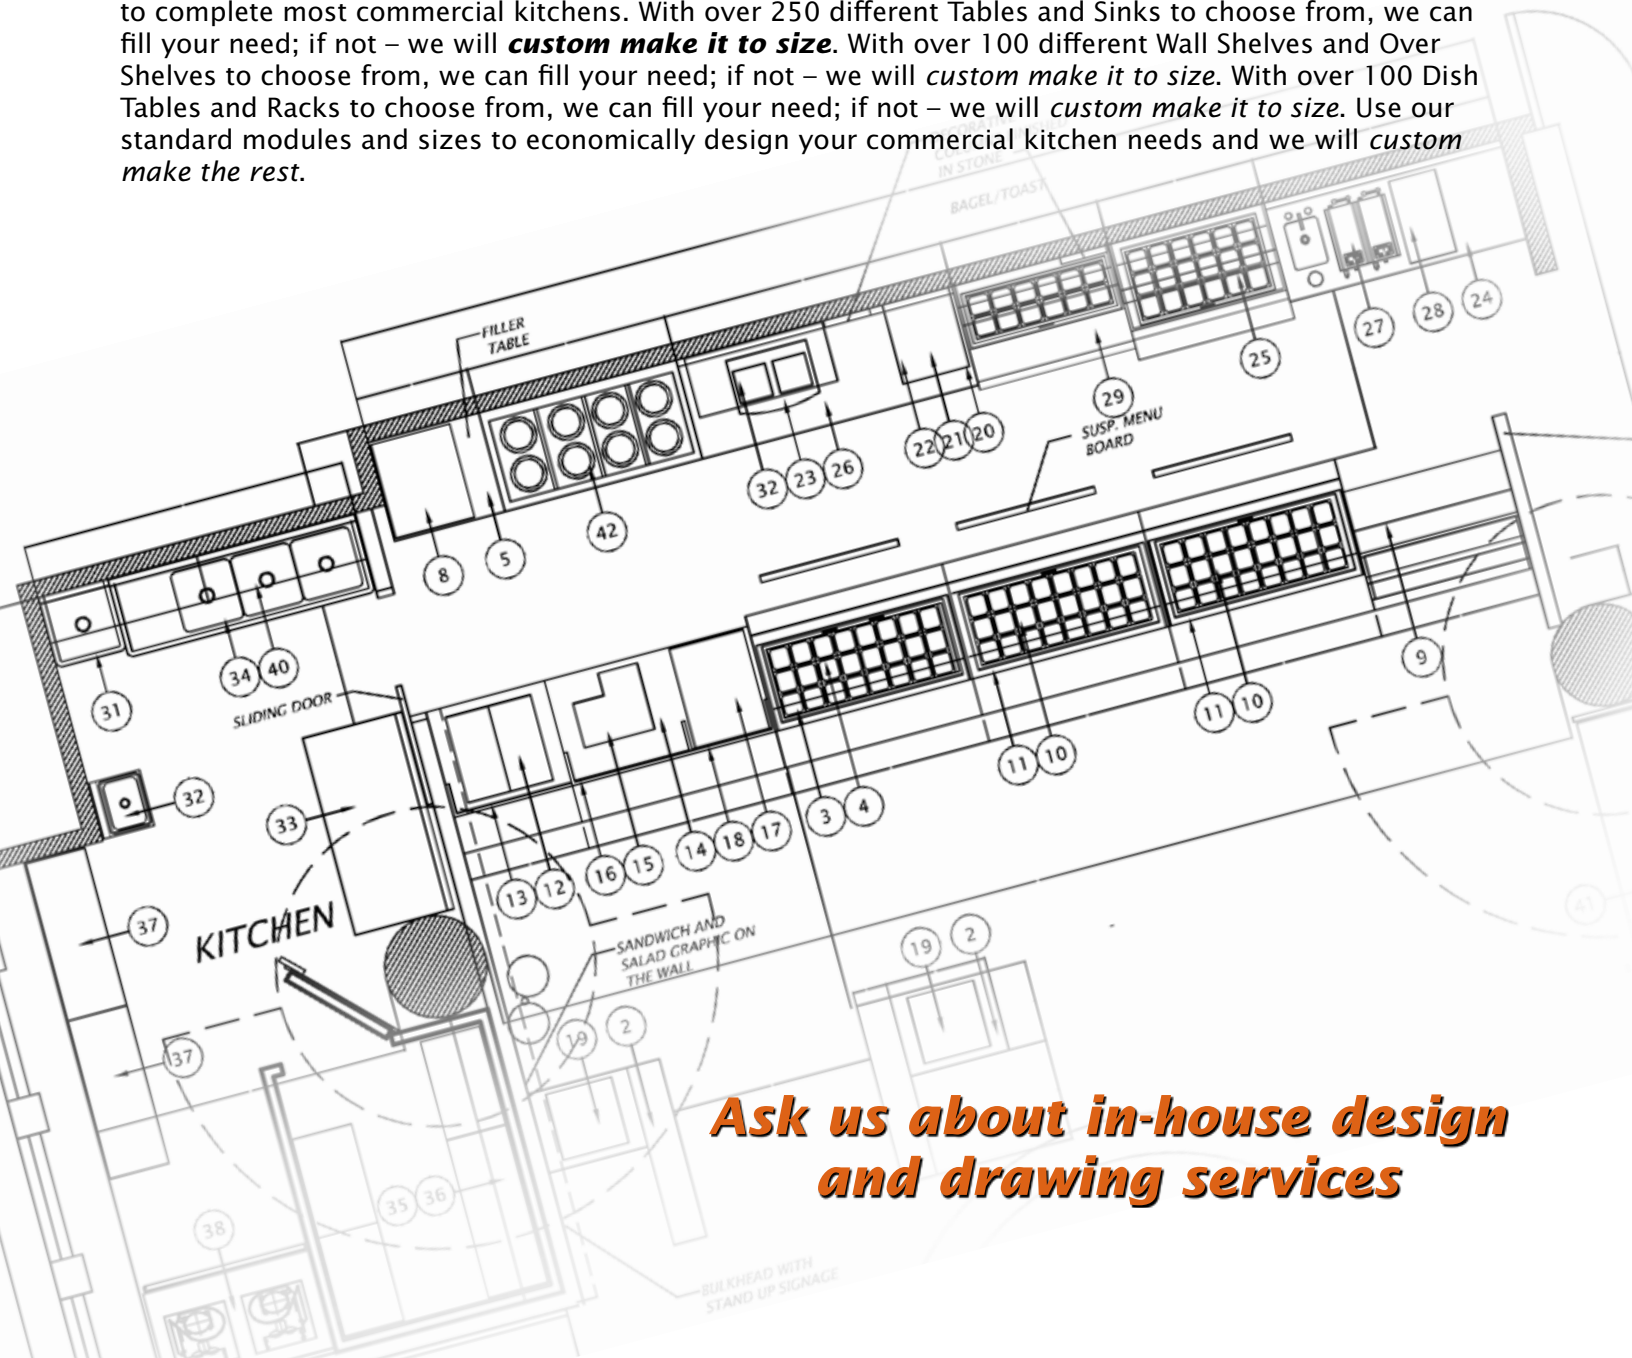 to complete most commercial kitchens. With over 250 different Tables and Sinks to choose from, we can
fill your need; if not – we will custom make it to size. With over 100 different Wall Shelves and Over
Shelves to choose from, we can fill your need; if not – we will custom make it to size. With over 100 Dish
Tables and Racks to choose from, we can fill your need; if not – we will custom make it to size. Use our
standard modules and sizes to economically design your commercial kitchen needs and we will custom
make the rest.
IN STONE
BAGEL/TOAST
FILLER
TABLE
24
28
27
25
29
SUSP. MENU
BOARD
22
21
20
26
23
32
42
5
8
9
34
40
31
SLIDING DOOR
10
11
10
11
4
3
17
18
14
15
16
12
13
32
33
37
KITCHEN
SANDWICH AND
SALAD GRAPHIC ON
THE WALL
41
2
19
2
19
37
Ask us about in-house design
and drawing services
36
35
38
BULKHEAD WITH
STAND UP SIGNAGE